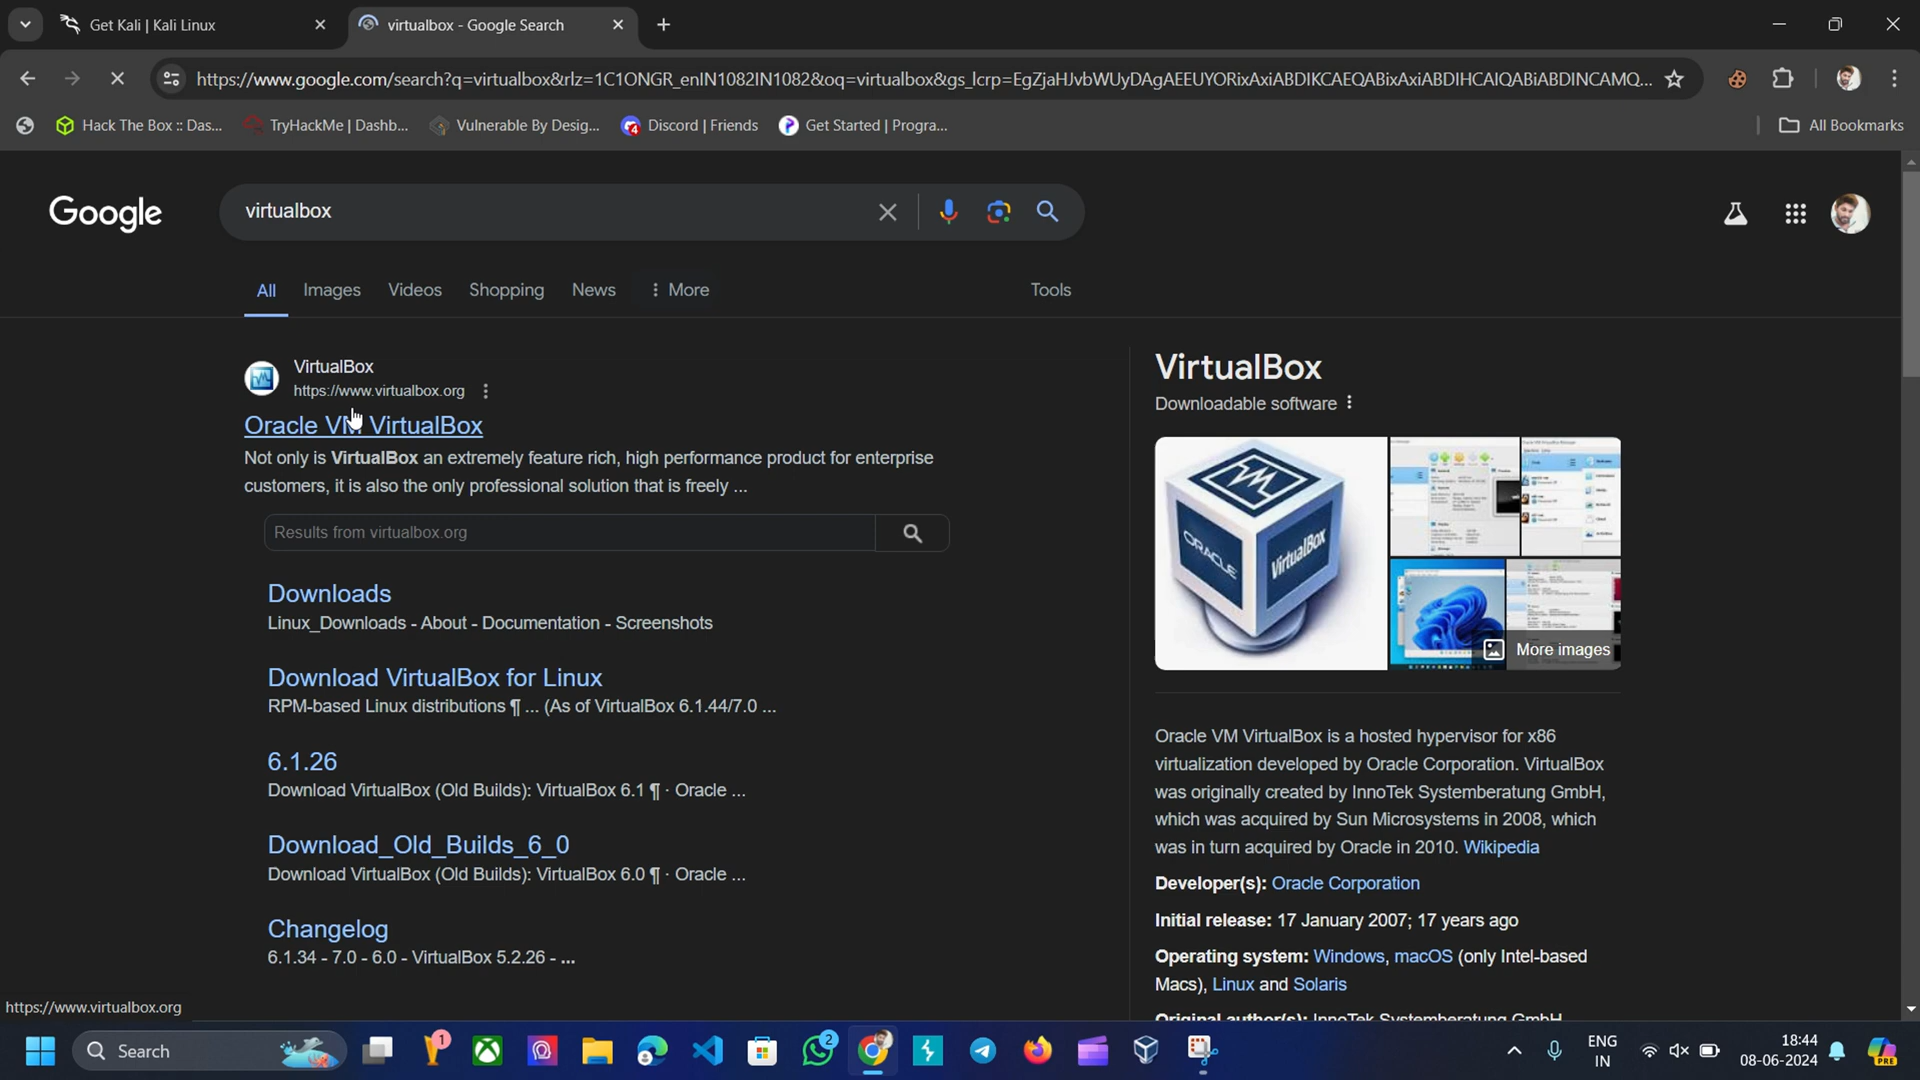 Get Kali | Kali Linux
virtualbox - Google Search
https://www.google.com/search?q=virtualbox&rlz=1C1ONGR_enIN1082IN1082&oq=virtualbox&gs_lcrp=EgZjaHJvbWUyDAgAEEUYORixAxiABDIKCAEQABixAxiABDIHCAIQABiABDINCAMQ...
Hack The Box :: Das...
TryHackMe | Dashb...
Vulnerable By Desig...
Discord | Friends
Get Started | Progra...
All Bookmarks
Google
virtualbox
All
Images
Videos
Shopping
News
More
Tools
VirtualBox
https://www.virtualbox.org
Oracle VM VirtualBox
Not only is VirtualBox an extremely feature rich, high performance product for enterprise
customers, it is also the only professional solution that is freely ...
Results from virtualbox.org
Downloads
Linux_Downloads - About - Documentation - Screenshots
Download VirtualBox for Linux
RPM-based Linux distributions ¶ ... (As of VirtualBox 6.1.44/7.0 ...
6.1.26
Download VirtualBox (Old Builds): VirtualBox 6.1 ¶ · Oracle ...
Download_Old_Builds_6_0
Download VirtualBox (Old Builds): VirtualBox 6.0 ¶ · Oracle ...
Changelog
6.1.34 - 7.0 - 6.0 - VirtualBox 5.2.26 - ...
VirtualBox
Downloadable software
ORACLE
VirtualBox
More images
Oracle VM VirtualBox is a hosted hypervisor for x86
virtualization developed by Oracle Corporation. VirtualBox
was originally created by InnoTek Systemberatung GmbH,
which was acquired by Sun Microsystems in 2008, which
was in turn acquired by Oracle in 2010. Wikipedia
Developer(s): Oracle Corporation
Initial release: 17 January 2007; 17 years ago
Operating system: Windows, macOS (only Intel-based
Macs), Linux and Solaris
Original author(s): InnoTek Systemberatung GmbH
https://www.virtualbox.org
Search
1
2
ENG
IN
18:44
08-06-2024
PRE